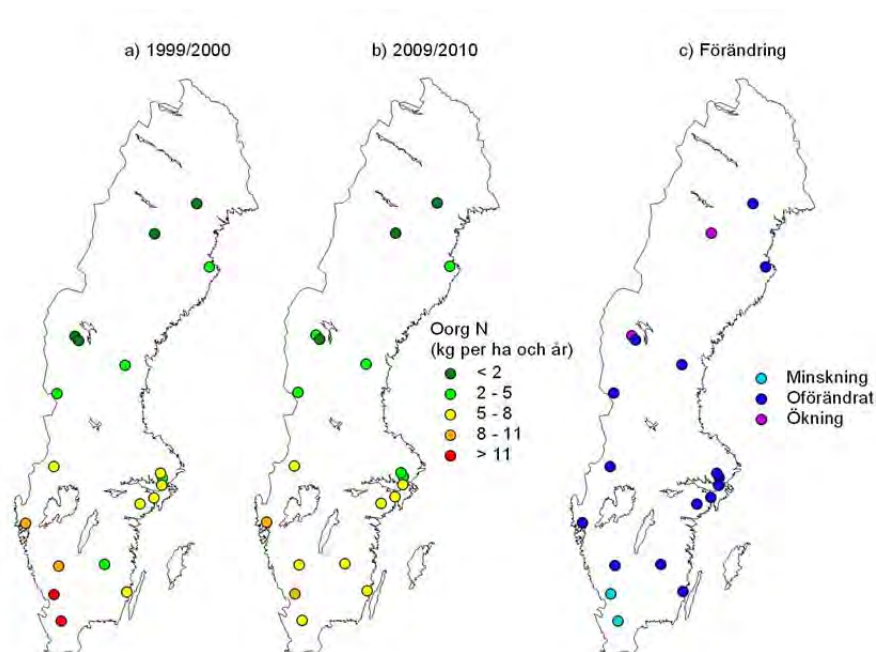 a) 1999/2000
b) 2009/2010
c) Förändring
Oorg N
(kg per ha och år)
< 2
2 - 5
5 - 8
8 - 11
> 11
Minskning
Oförändrat
Ökning